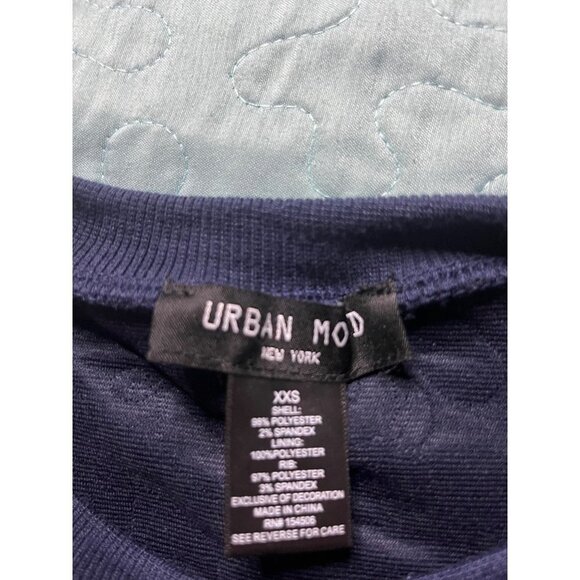 URBAN MOD
NEW YORK
XXS
SHELL:
98% POLYESTER
2% SPANDEX
LINING:
100%POLYESTER
RIB:
97% POLYESTER
3% SPANDEX
EXCLUSIVE OF DECORATION
MADE IN CHINA
RN# 154506
SEE REVERSE FOR CARE